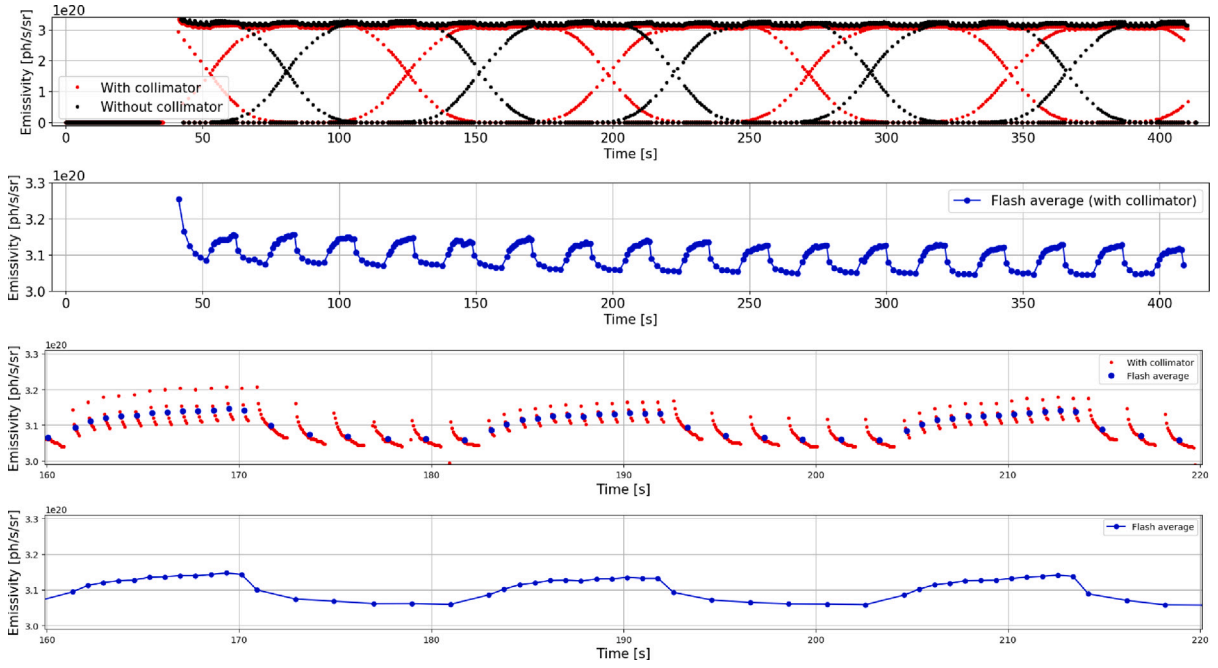 1e20
Emissivity [ph/s/sr]
3
2
1
0
With collimator
Without collimator
0 50 100 150 200 250 300 350 400
Time [s]
1e20
Emissivity [ph/s/sr]
3.3
3.2
3.1
3.0
Flash average (with collimator)
0 50 100 150 200 250 300 350 400
Time [s]
1e20
Emissivity [ph/s/sr]
3.3
3.2
3.1
3.0
With collimator
Flash average
160 170 180 190 200 210 220
Time [s]
1e20
Emissivity [ph/s/sr]
3.3
3.2
3.1
3.0
Flash average
160 170 180 190 200 210 220
Time [s]